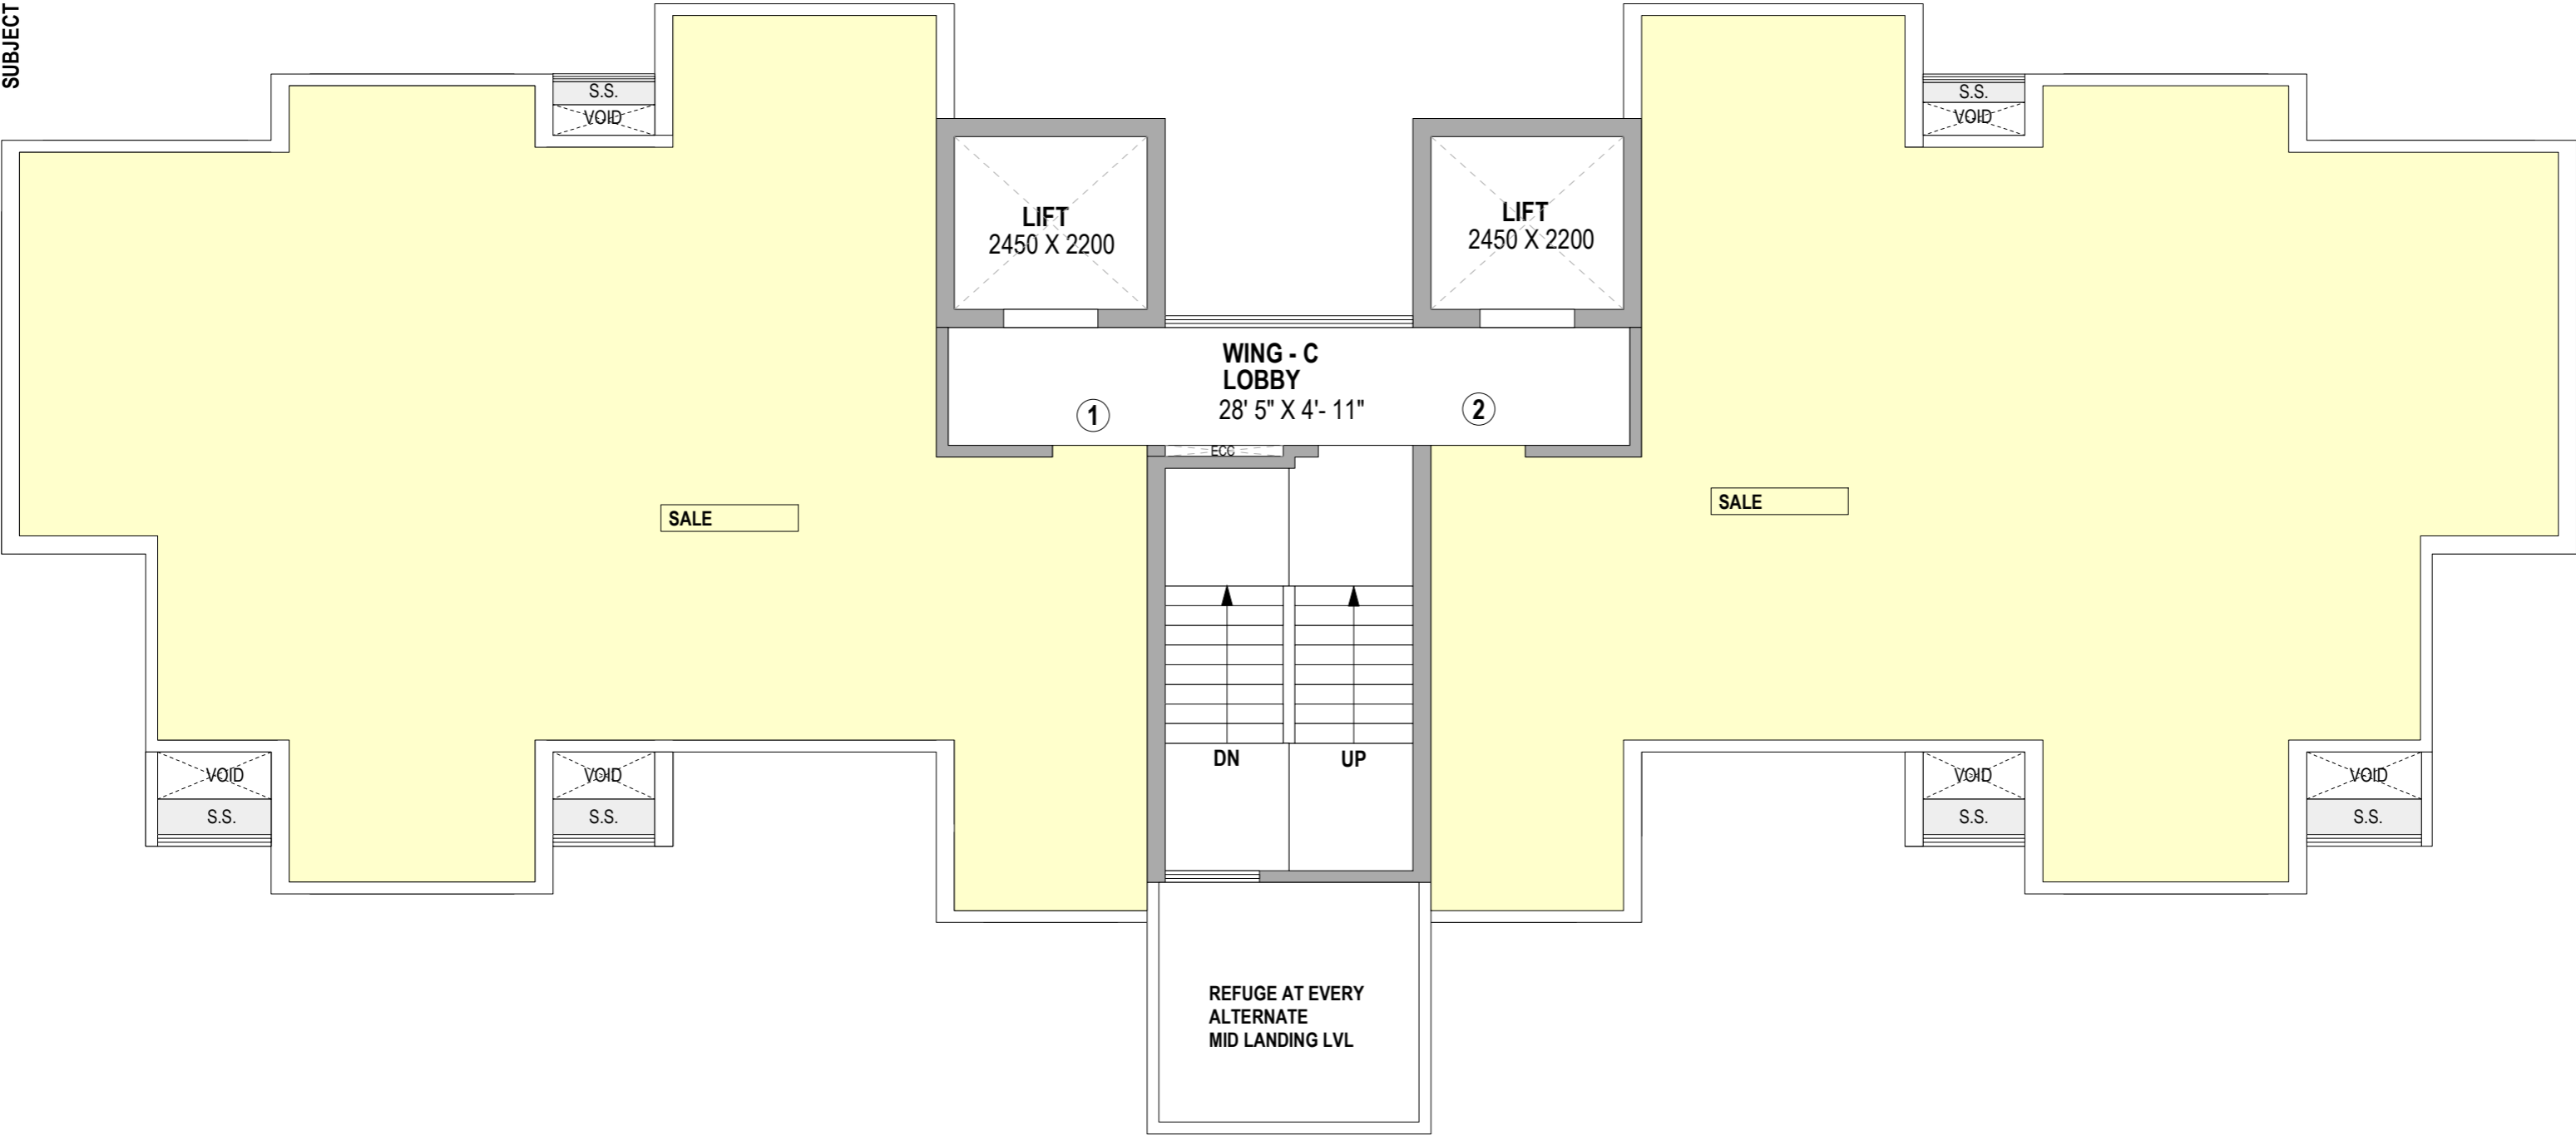 SUBJECT
S.S.
VOID
S.S.
VOID
LIFT
2450 X 2200
LIFT
2450 X 2200
WING - C
LOBBY
28' 5" X 4'- 11"
1
2
ECC
SALE
SALE
DN
UP
VOID
S.S.
VOID
S.S.
VOID
S.S.
VOID
S.S.
REFUGE AT EVERY
ALTERNATE
MID LANDING LVL